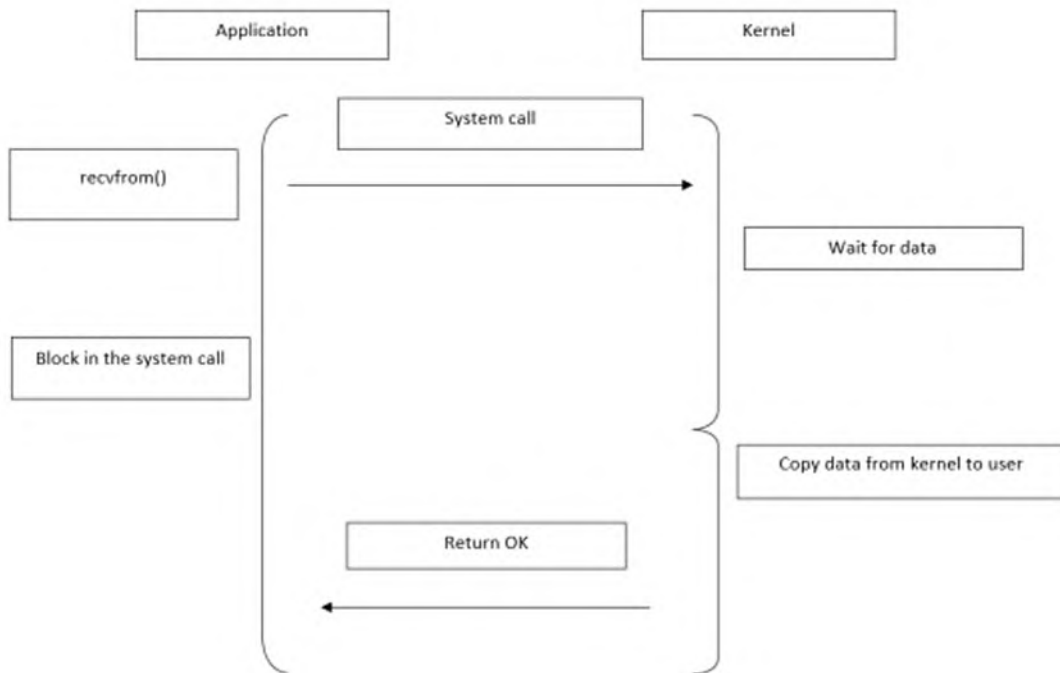 Application
Kernel
System call
recvfrom()
Wait for data
Block in the system call
Copy data from kernel to user
Return OK